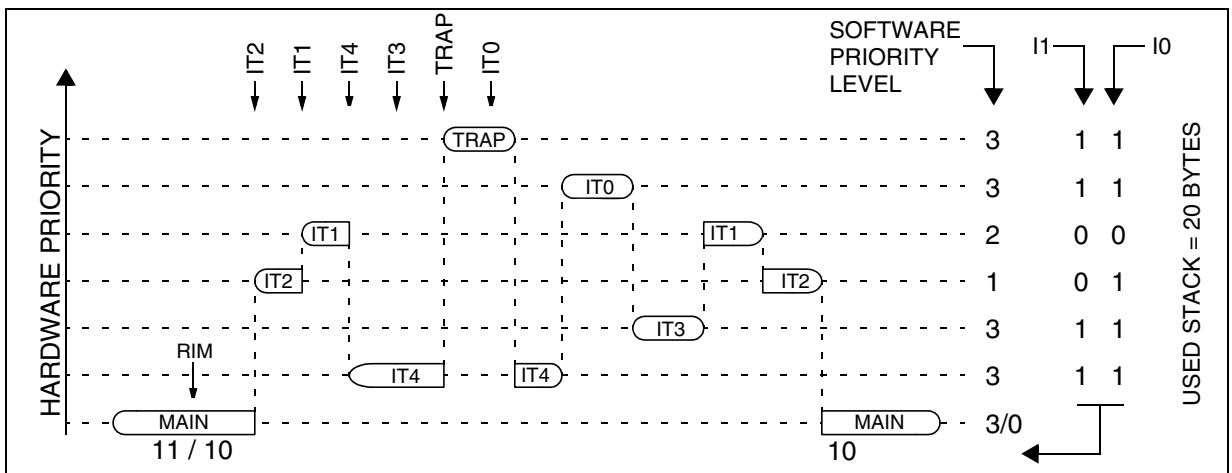 IT2
IT1
IT4
IT3
TRAP
IT0
SOFTWARE
PRIORITY
LEVEL
I1
I0
HARDWARE PRIORITY
USED STACK = 20 BYTES
TRAP
3
1 1
IT0
3
1 1
IT1
IT1
2
0 0
IT2
IT2
1
0 1
IT3
3
1 1
RIM
IT4
IT4
3
1 1
MAIN
MAIN
3/0
11 / 10
10